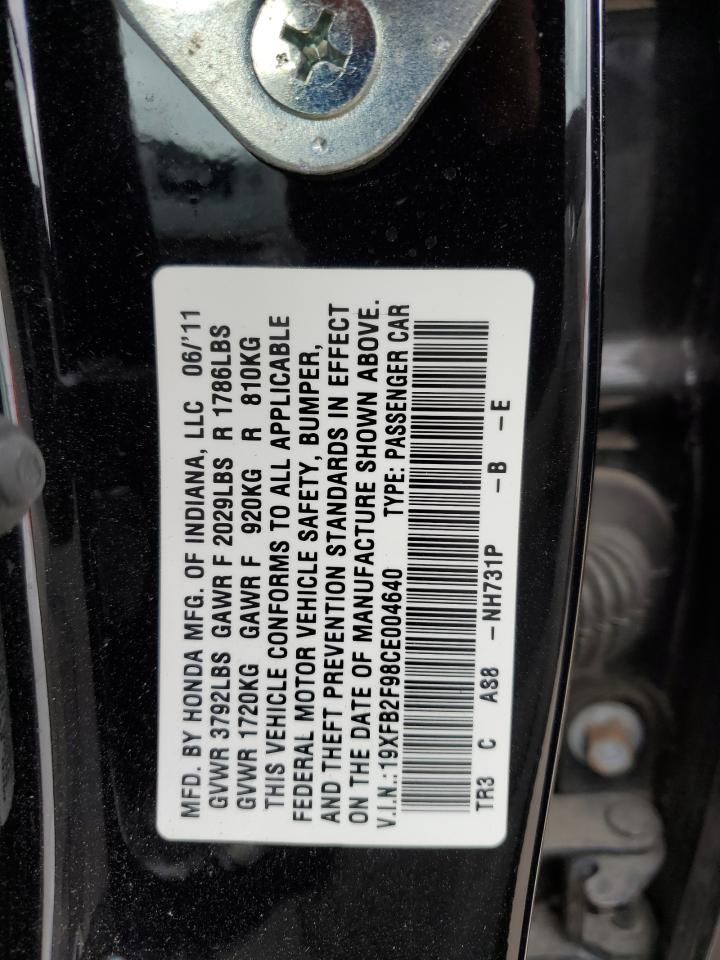 MFD. BY HONDA MFG. OF INDIANA, LLC 06/'11
GVWR 3792LBS GAWR F 2029LBS R 1786LBS
GVWR 1720KG GAWR F 920KG R 810KG
THIS VEHICLE CONFORMS TO ALL APPLICABLE
FEDERAL MOTOR VEHICLE SAFETY, BUMPER,
AND THEFT PREVENTION STANDARDS IN EFFECT
ON THE DATE OF MANUFACTURE SHOWN ABOVE.
V.I.N.:19XFB2F98CE004640 TYPE: PASSENGER CAR
TR3 C AS8 -NH731P -B -E